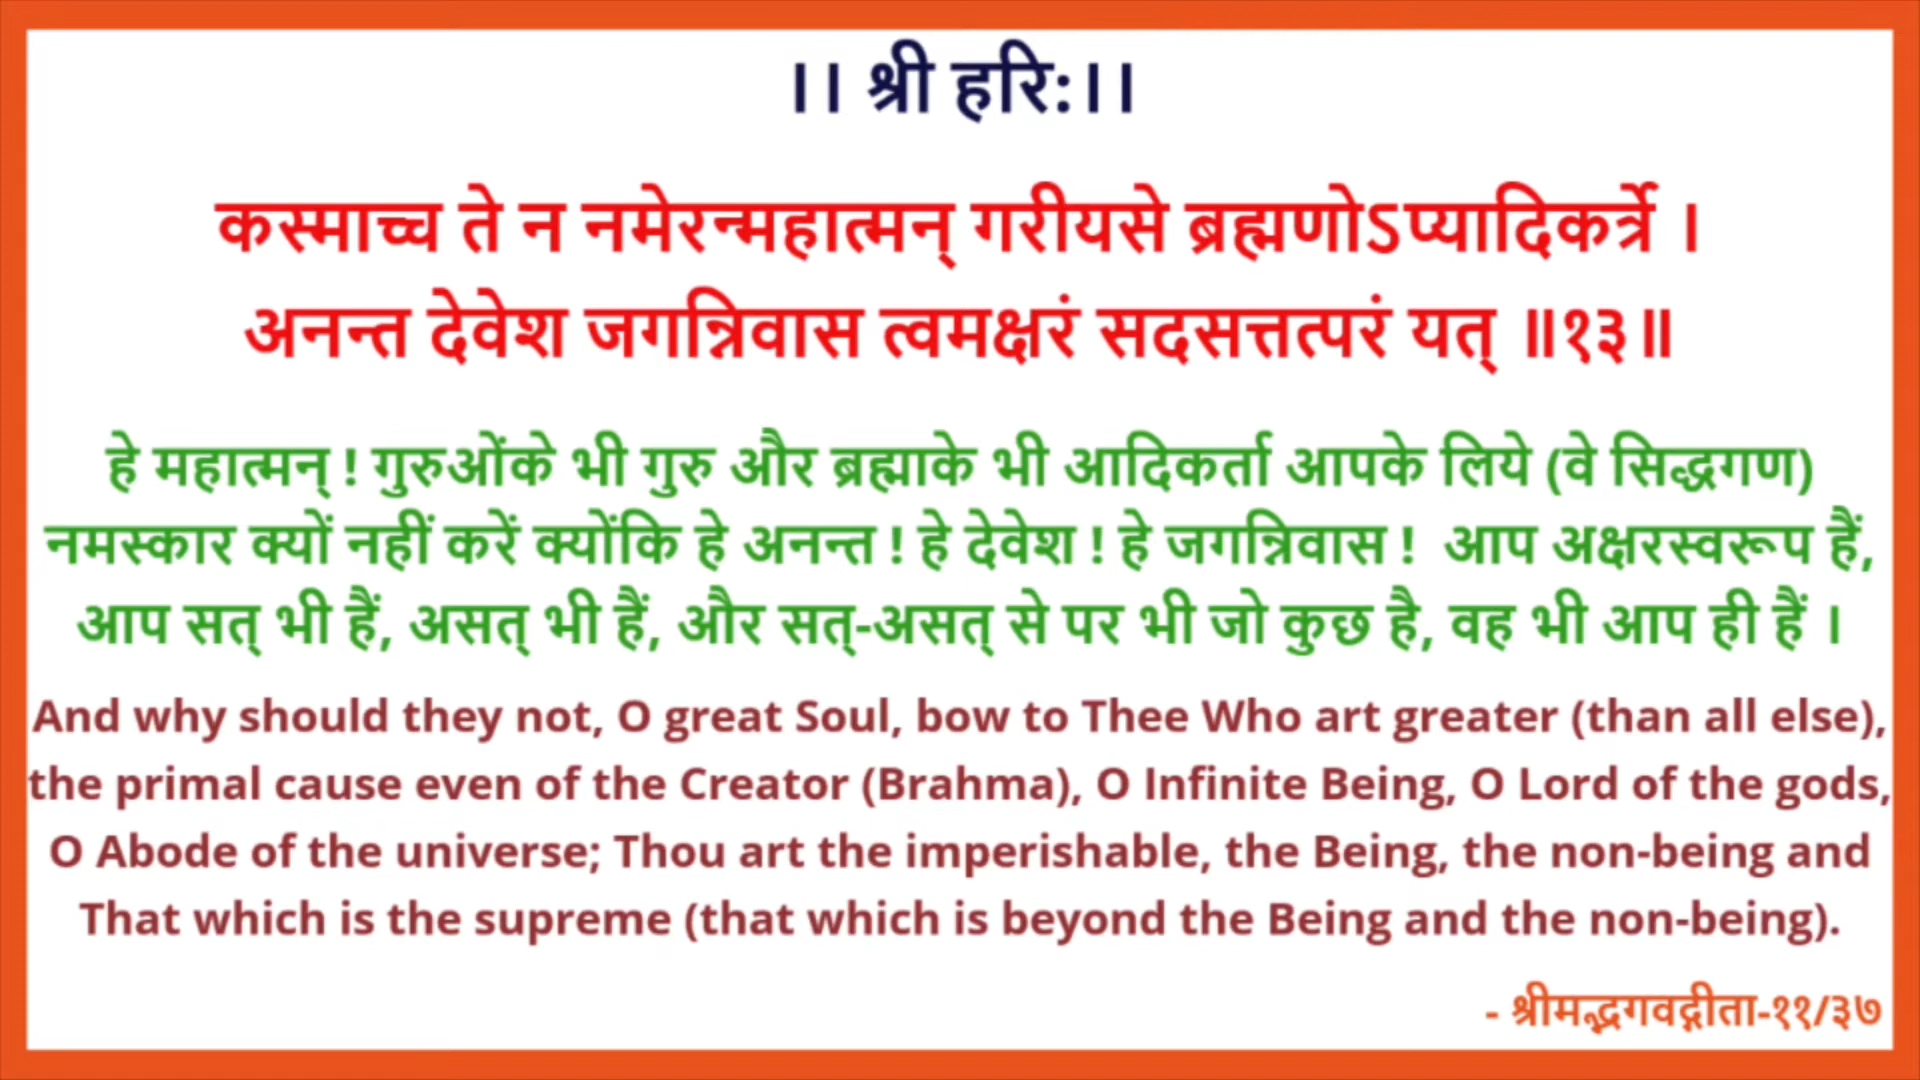 ।। श्री हरि:।।
कस्माच्च ते न नमेरन्महात्मन् गरीयसे ब्रह्मणोऽप्यादिकर्त्रे ।
अनन्त देवेश जगन्निवास त्वमक्षरं सदसत्तत्परं यत् ॥१३॥
हे महात्मन् ! गुरुओंके भी गुरु और ब्रह्माके भी आदिकर्ता आपके लिये (वे सिद्धगण)
नमस्कार क्यों नहीं करें क्योंकि हे अनन्त ! हे देवेश ! हे जगन्निवास ! आप अक्षरस्वरूप हैं,
आप सत् भी हैं, असत् भी हैं, और सत्-असत् से पर भी जो कुछ है, वह भी आप ही हैं ।
And why should they not, O great Soul, bow to Thee Who art greater (than all else),
the primal cause even of the Creator (Brahma), O Infinite Being, O Lord of the gods,
O Abode of the universe; Thou art the imperishable, the Being, the non-being and
That which is the supreme (that which is beyond the Being and the non-being).
- श्रीमद्भगवद्गीता-११/३७